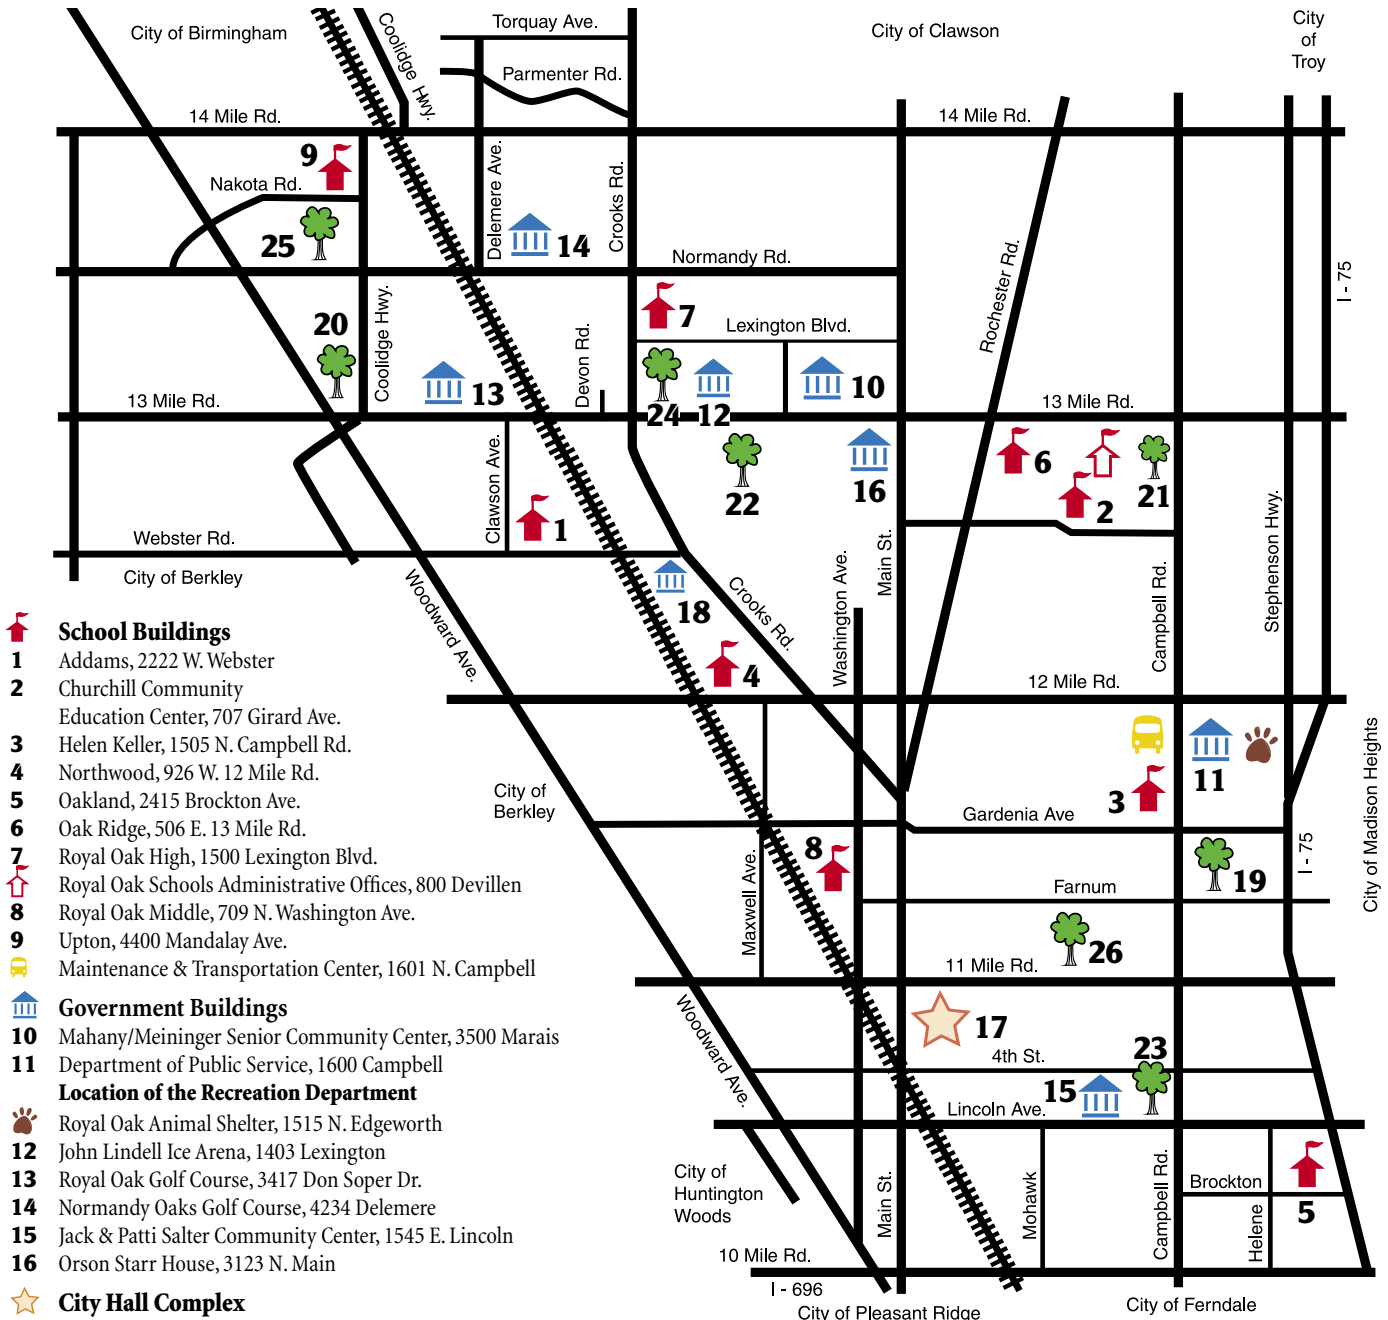 City of Birmingham
Coolidge Hwy.
Torquay Ave.
Parmenter Rd.
City of Clawson
City
of
Troy
14 Mile Rd.
14 Mile Rd.
9
Nakota Rd.
25
Delemere Ave.
14
Crooks Rd.
Normandy Rd.
Rochester Rd.
I - 75
20
Coolidge Hwy.
13
Devon Rd.
7
Lexington Blvd.
24
12
10
13 Mile Rd.
13 Mile Rd.
Clawson Ave.
1
22
16
Main St.
6
2
21
Stephenson Hwy.
Webster Rd.
City of Berkley
Woodward Ave.
18
Crooks Rd.
Washington Ave.
Campbell Rd.
4
12 Mile Rd.
City of
Berkley
3
11
Gardenia Ave
City of Madison Heights
Maxwell Ave.
8
19
I - 75
Farnum
26
11 Mile Rd.
Woodward Ave.
17
4th St.
23
15
Lincoln Ave.
City of
Huntington
Woods
Main St.
Mohawk
Campbell Rd.
Brockton
Helene
5
10 Mile Rd.
I - 696
City of Pleasant Ridge
City of Ferndale
School Buildings
1 Addams, 2222 W. Webster
2 Churchill Community
Education Center, 707 Girard Ave.
3 Helen Keller, 1505 N. Campbell Rd.
4 Northwood, 926 W. 12 Mile Rd.
5 Oakland, 2415 Brockton Ave.
6 Oak Ridge, 506 E. 13 Mile Rd.
7 Royal Oak High, 1500 Lexington Blvd.
Royal Oak Schools Administrative Offices, 800 Devillen
8 Royal Oak Middle, 709 N. Washington Ave.
9 Upton, 4400 Mandalay Ave.
Maintenance & Transportation Center, 1601 N. Campbell
Government Buildings
10 Mahany/Meininger Senior Community Center, 3500 Marais
11 Department of Public Service, 1600 Campbell
Location of the Recreation Department
Royal Oak Animal Shelter, 1515 N. Edgeworth
12 John Lindell Ice Arena, 1403 Lexington
13 Royal Oak Golf Course, 3417 Don Soper Dr.
14 Normandy Oaks Golf Course, 4234 Delemere
15 Jack & Patti Salter Community Center, 1545 E. Lincoln
16 Orson Starr House, 3123 N. Main
City Hall Complex